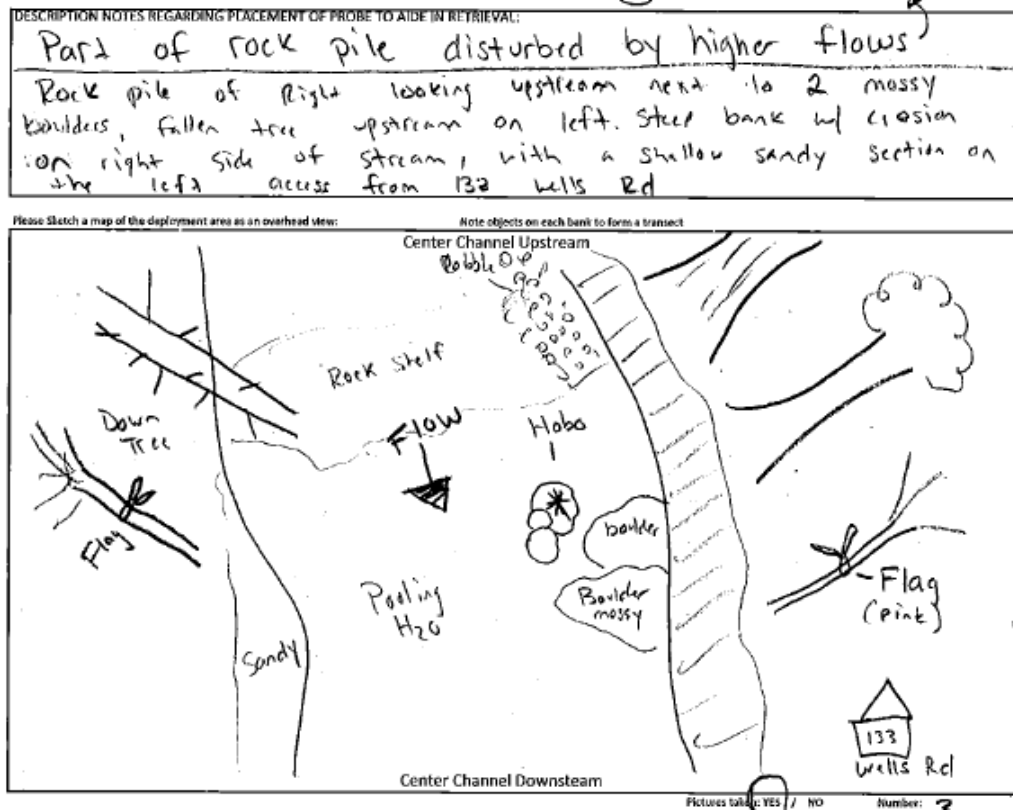 DESCRIPTION NOTES REGARDING PLACEMENT OF PROBE TO AIDE IN RETRIEVAL:
Part of rock pile disturbed by higher flows
Rock pile of Right looking upstream next to 2 mossy
boulders, fallen tree upstream on left. Steep bank w/ erosion
on right side of stream, with a shallow sandy section on
the left access from 132 wells Rd
Please Sketch a map of the deployment area as an overhead view: Note objects on each bank to form a transect
Center Channel Upstream
Cobble
Rock Shelf
Down
Tree
FLOW
Hobo
Flag
boulder
Boulder
mossy
Flag
(pink)
Pooling
H20
Sandy
133
Wells Rd
Center Channel Downsteam
Pictures taken: YES / NO Number: 3